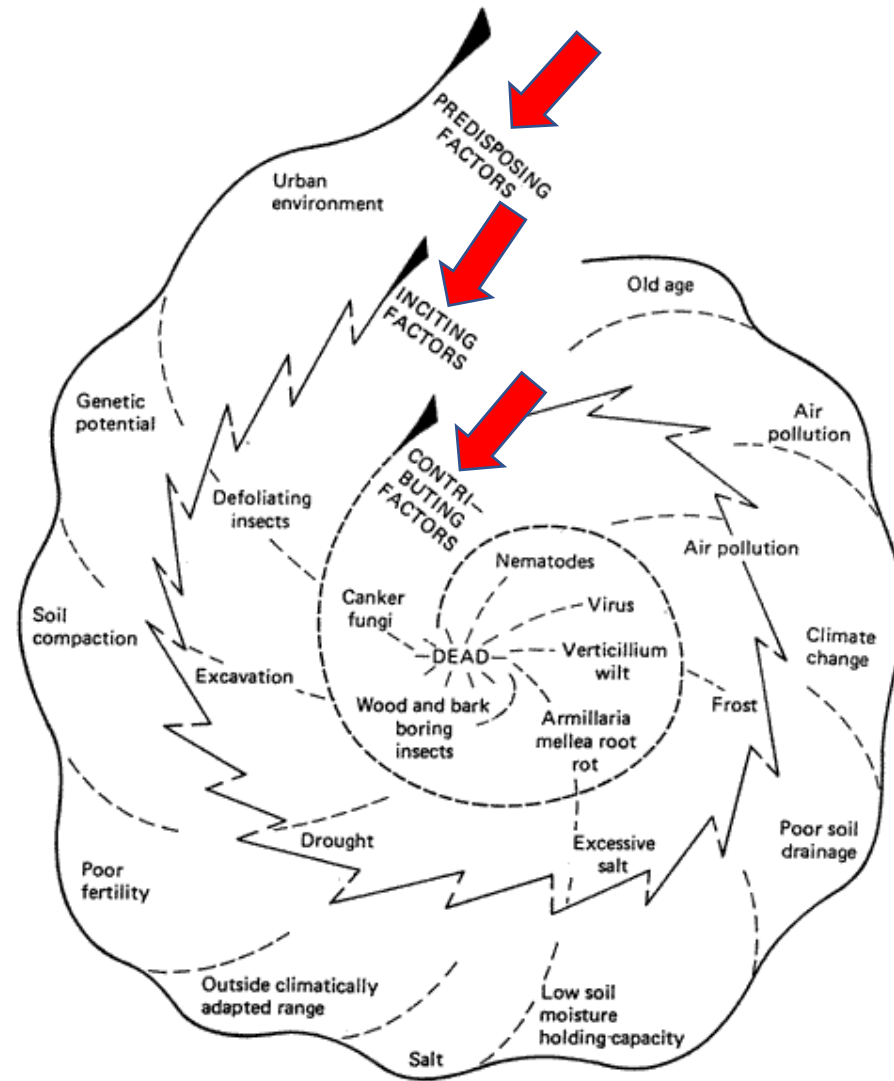 PREDISPOSING
FACTORS
Urban
environment
INCITING
FACTORS
Old age
Genetic
potential
Air
pollution
CONTRI-
BUTING
FACTORS
Defoliating
insects
Air pollution
Nematodes
Canker
fungi
Virus
Soil
compaction
Climate
change
DEAD
Verticillium
wilt
Excavation
Wood and bark
boring
insects
Armillaria
mellea root
rot
Frost
Drought
Excessive
salt
Poor soil
drainage
Poor
fertility
Outside climatically
adapted range
Low soil
moisture
holding capacity
Salt